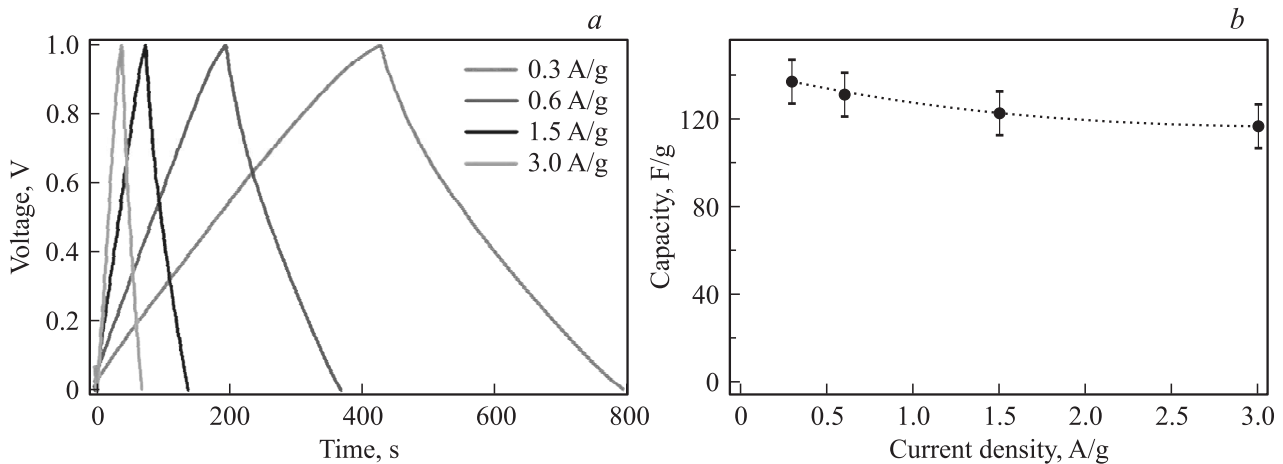 a
1.0
0.8
0.6
0.4
0.2
0
Voltage, V
0.3 A/g
0.6 A/g
1.5 A/g
3.0 A/g
0 200 400 600 800
Time, s
b
120
80
40
0
Capacity, F/g
0 0.5 1.0 1.5 2.0 2.5 3.0
Current density, A/g